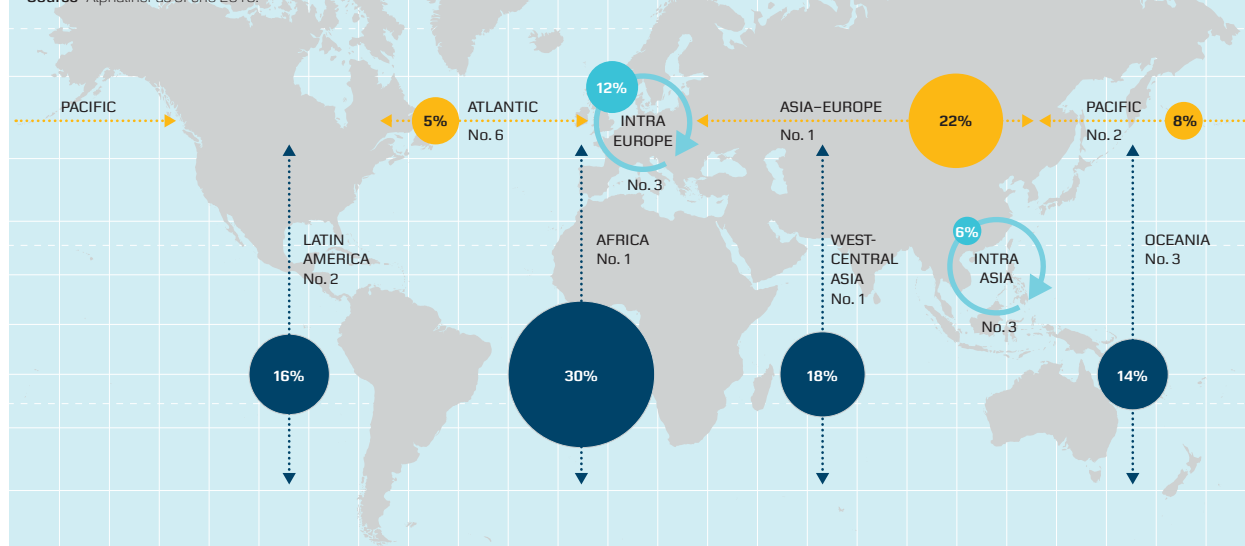 PACIFIC
5%
ATLANTIC
No. 6
12%
INTRA
EUROPE
No. 3
ASIA–EUROPE
No. 1
22%
PACIFIC
No. 2
8%
LATIN
AMERICA
No. 2
16%
AFRICA
No. 1
30%
WEST-
CENTRAL
ASIA
No. 1
18%
6%
INTRA
ASIA
No. 3
OCEANIA
No. 3
14%